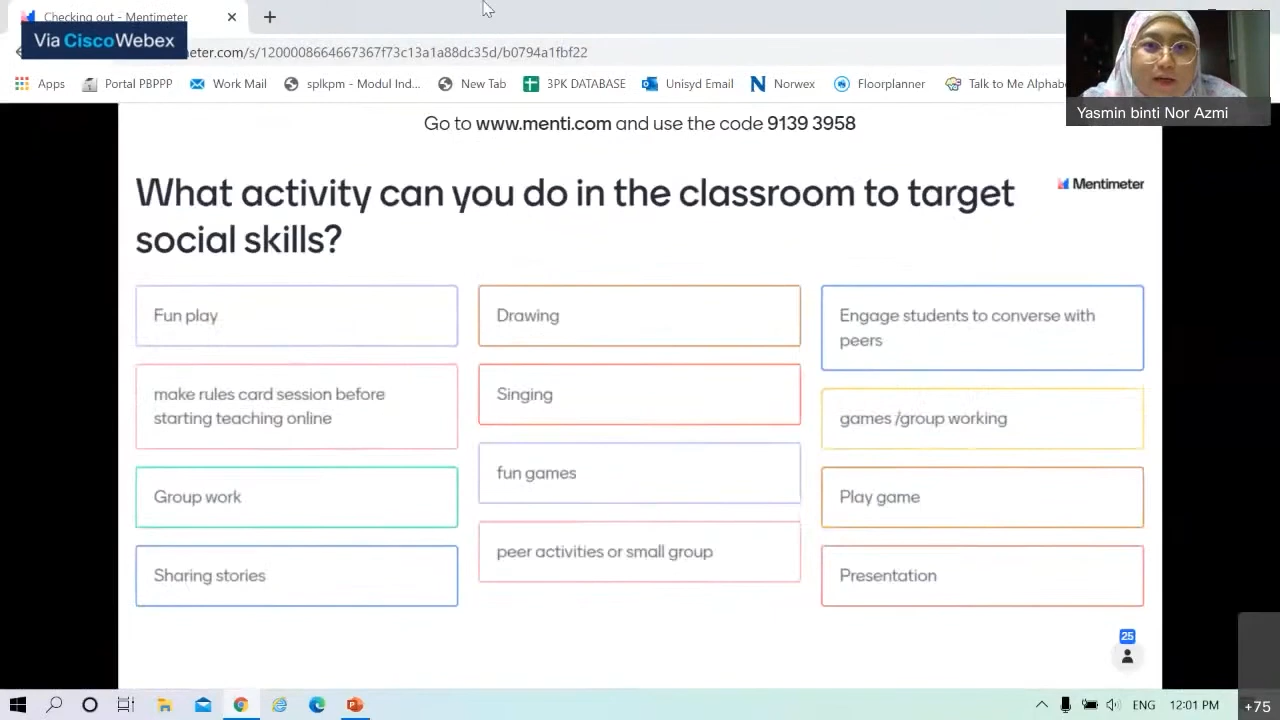 Checking out - Mentimeter
Via CiscoWebex
meter.com/s/1200008664667367f73c13a1a88dc35d/b0794a1fbf22
Apps
Portal PBPPP
Work Mail
splkpm - Modul Ind...
New Tab
3PK DATABASE
Unisyd Email
Norwex
Floorplanner
Talk to Me Alphabe
Yasmin binti Nor Azmi
Go to www.menti.com and use the code 9139 3958
What activity can you do in the classroom to target
social skills?
Mentimeter
Fun play
make rules card session before
starting teaching online
Group work
Sharing stories
Drawing
Singing
fun games
peer activities or small group
Engage students to converse with
peers
games /group working
Play game
Presentation
25
ENG
12:01 PM
+75